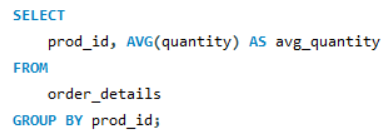 SELECT
    prod_id, AVG(quantity) AS avg_quantity
FROM
    order_details
GROUP BY prod_id;